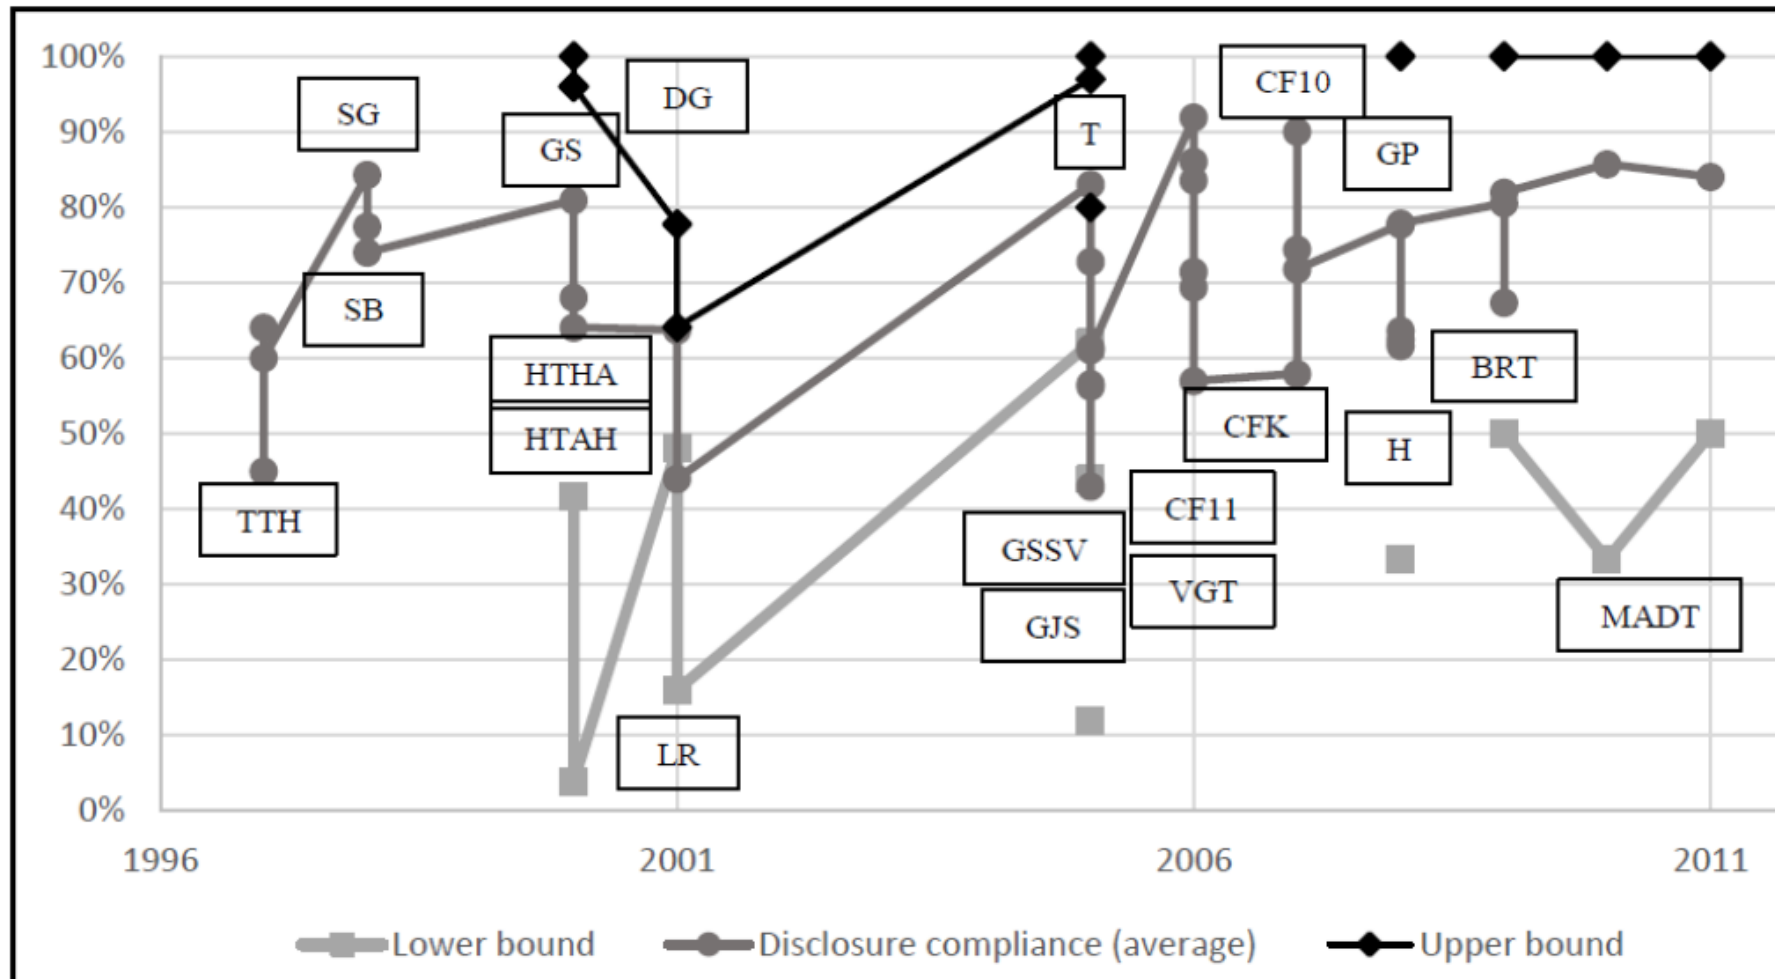 100%
90%
80%
70%
60%
50%
40%
30%
20%
10%
0%
1996
2001
2006
2011
SG
SB
TTH
GS
DG
HTHA
HTAH
LR
T
GSSV
GJS
CF10
GP
CFK
CF11
VGT
H
BRT
MADT
Lower bound
Disclosure compliance (average)
Upper bound